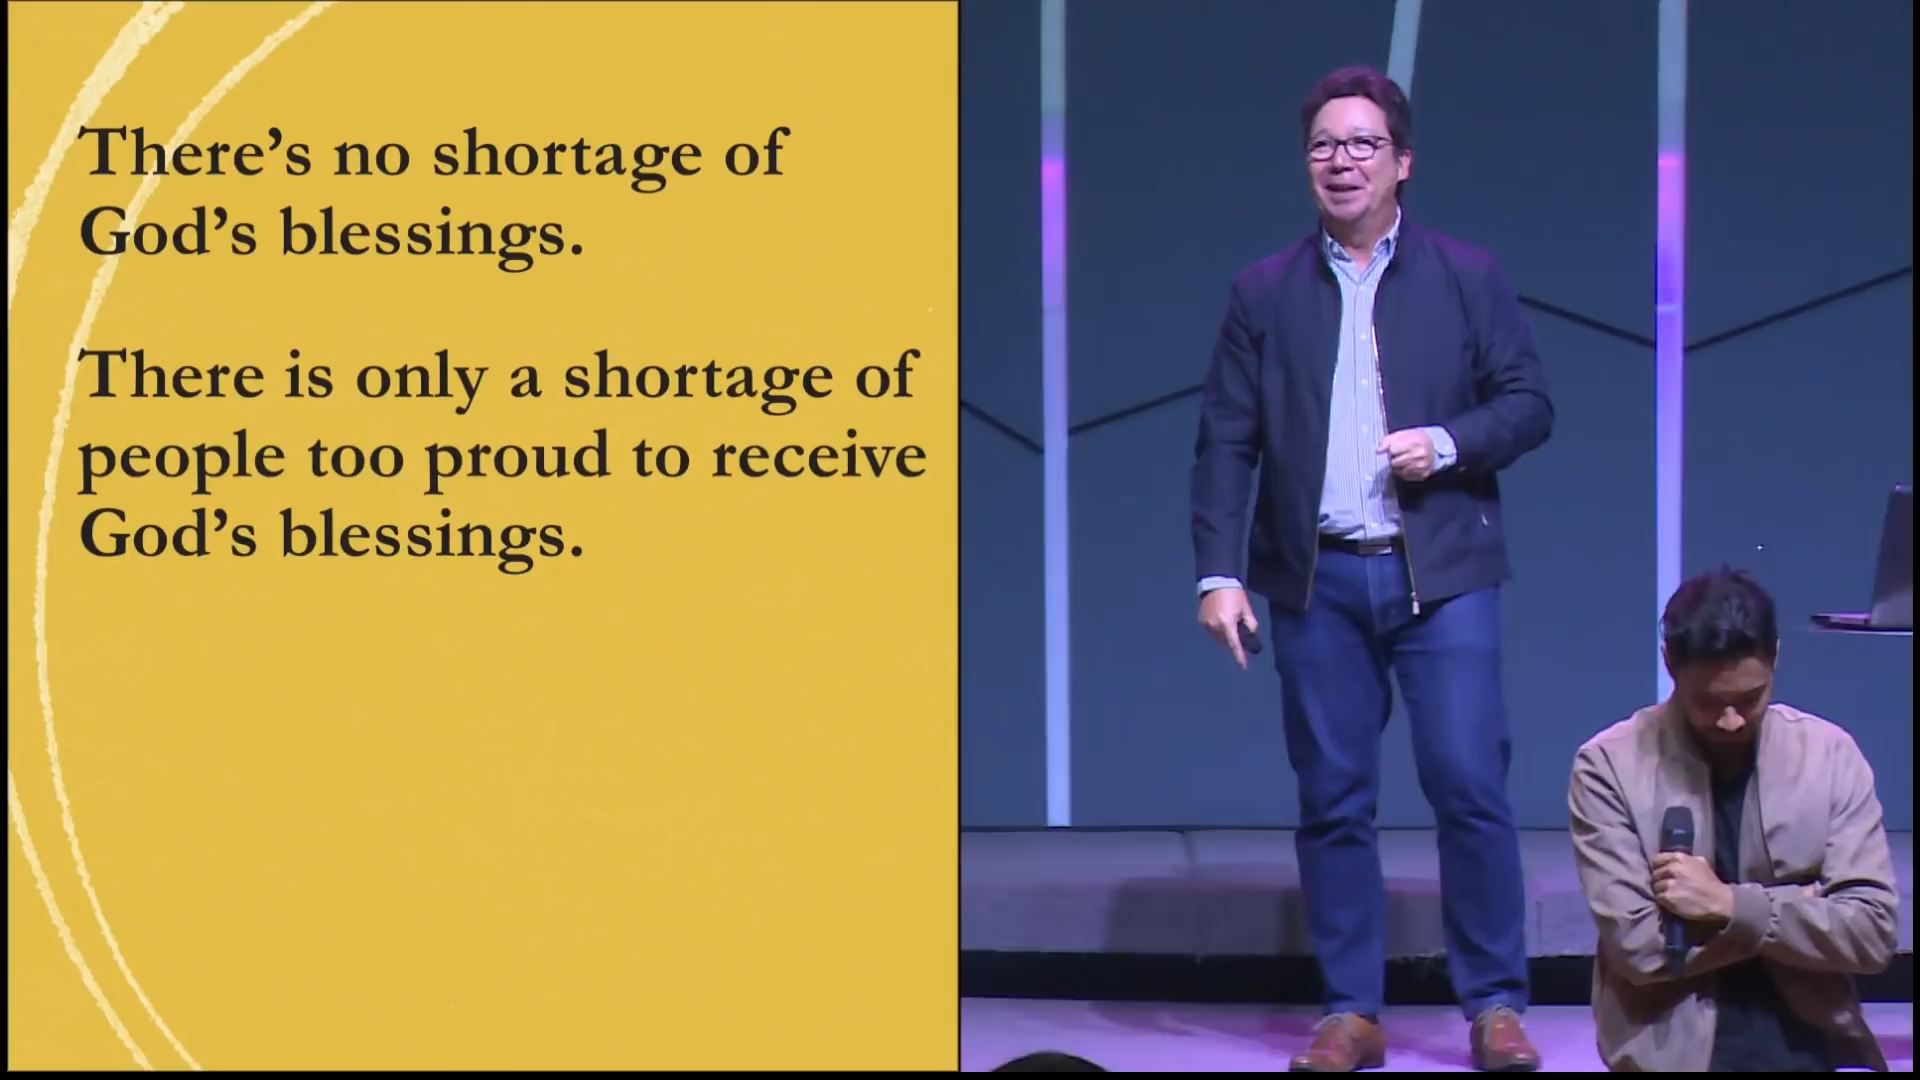 There’s no shortage of
God’s blessings.
There is only a shortage of
people too proud to receive
God’s blessings.